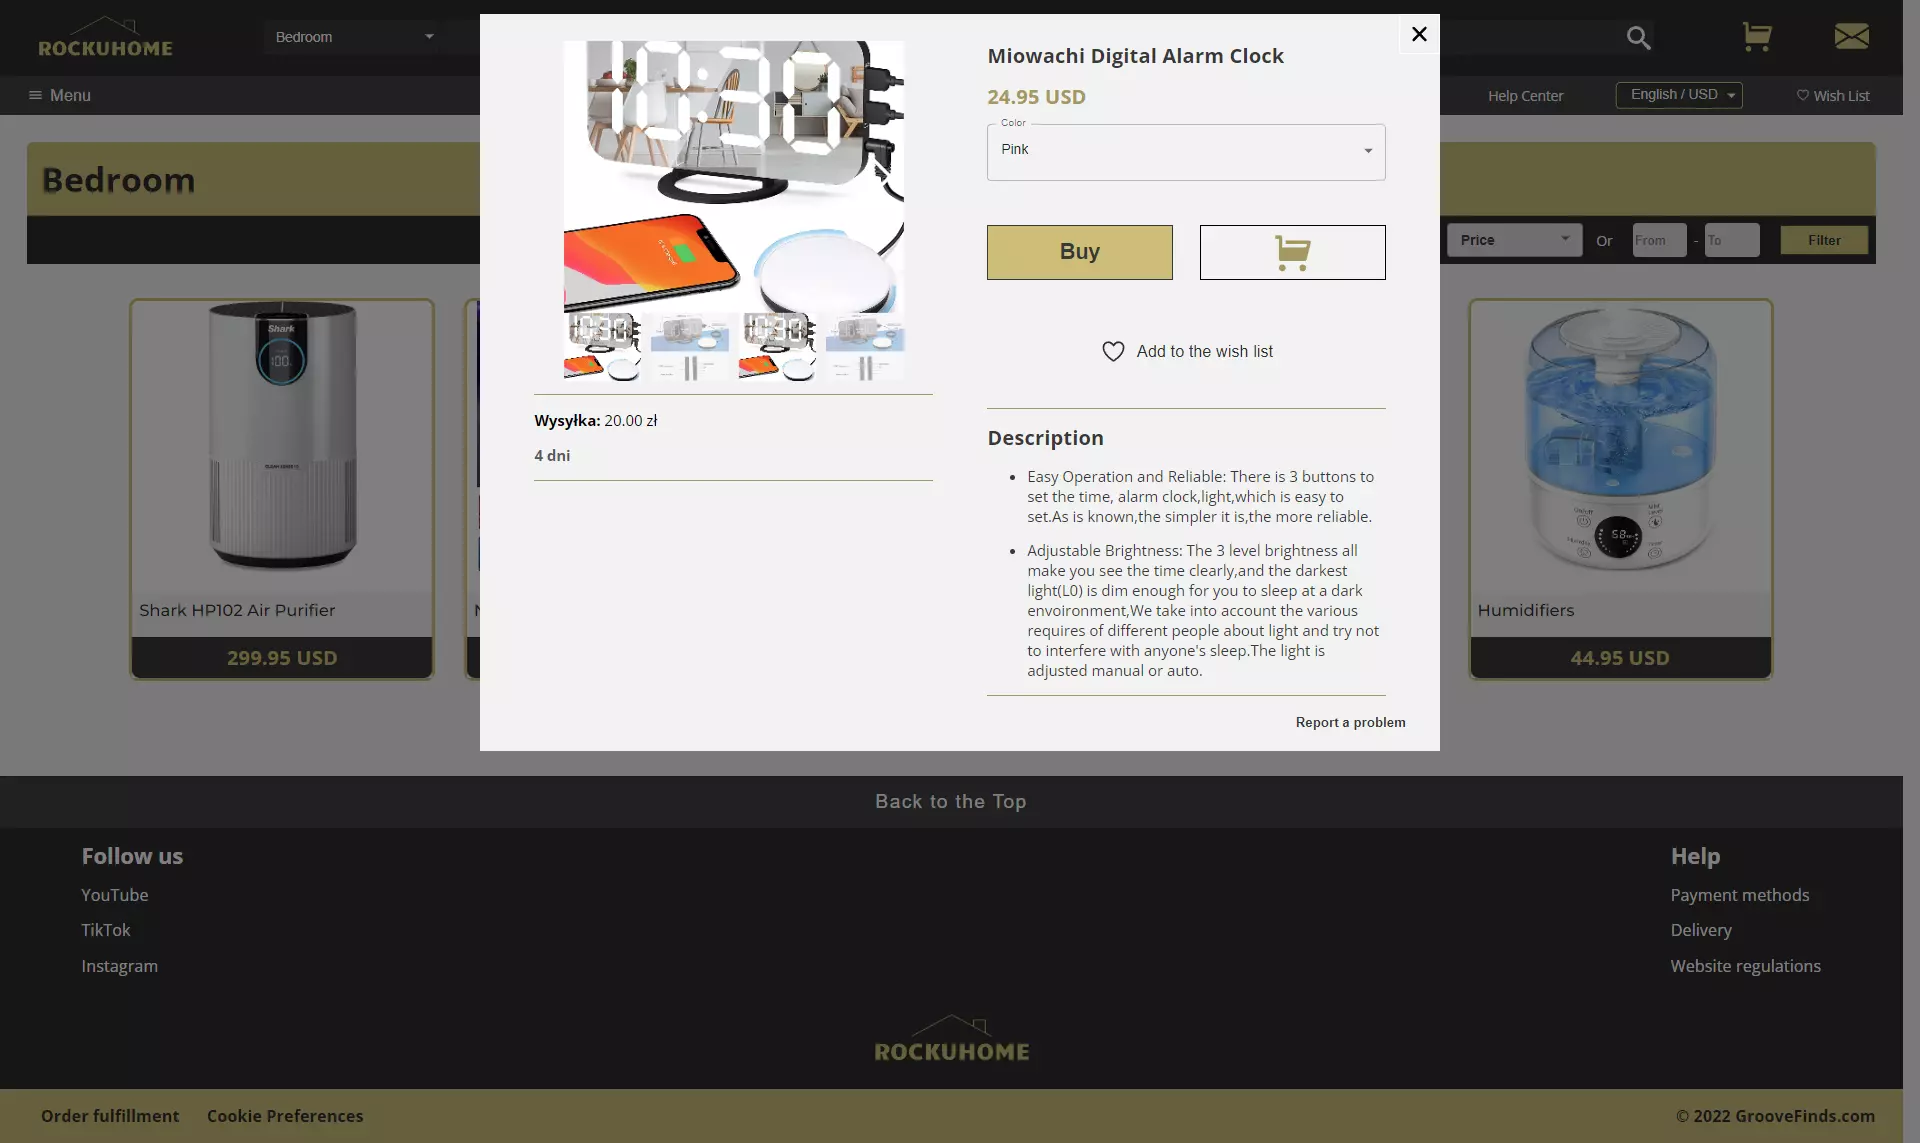 ROCKUHOME
Bedroom
Menu
Help Center
English / USD
Wish List
Bedroom
Price
Or
From
-
To
Filter
Miowachi Digital Alarm Clock
24.95 USD
Color
Pink
Buy
Add to the wish list
10:30
Wysyłka: 20.00 zł
4 dni
Description
• Easy Operation and Reliable: There is 3 buttons to
set the time, alarm clock,light,which is easy to
set.As is known,the simpler it is,the more reliable.
• Adjustable Brightness: The 3 level brightness all
make you see the time clearly,and the darkest
light(L0) is dim enough for you to sleep at a dark
envoironment,We take into account the various
requires of different people about light and try not
to interfere with anyone's sleep.The light is
adjusted manual or auto.
Report a problem
Shark
100
Shark HP102 Air Purifier
299.95 USD
58
Humidifiers
44.95 USD
Back to the Top
Follow us
YouTube
TikTok
Instagram
Help
Payment methods
Delivery
Website regulations
ROCKUHOME
Order fulfillment
Cookie Preferences
© 2022 GrooveFinds.com